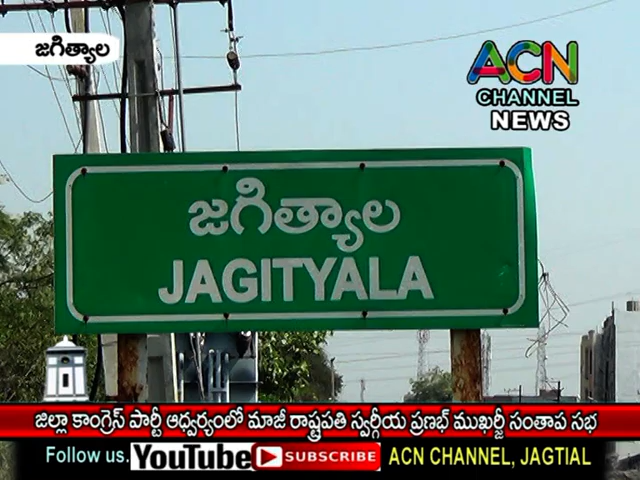 జగిత్యాల
ACN
CHANNEL
NEWS
జగిత్యాల
JAGITYALA
జిల్లా కాంగ్రెస్ పార్టీ ఆధ్వర్యంలో మాజీ రాష్ట్రపతి స్వర్గీయ ప్రణభ్ ముఖర్జీ సంతాప సభ
Follow us. YouTube SUBSCRIBE ACN CHANNEL, JAGTIAL